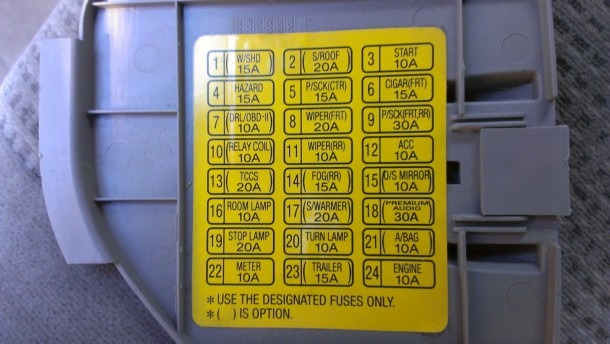 1 (W/SHD 15A) 2 (S/ROOF 20A) 3 START 10A
4 HAZARD 15A 5 P/SCK(CTR) 15A 6 CIGAR(FRT) 15A
7 (DRL/OBD-II 10A) 8 WIPER(FRT) 20A 9 (P/SCK(FRT,RR) 30A)
10 (RELAY COIL 10A) 11 (WIPER(RR) 10A) 12 ACC 10A
13 (TCCS 20A) 14 (FOG(RR) 15A) 15 (O/S MIRROR 10A)
16 ROOM LAMP 10A 17 (S/WARMER 20A) 18 (PREMIUM AUDIO 30A)
19 STOP LAMP 20A 20 TURN LAMP 10A 21 (A/BAG 10A)
22 METER 10A 23 (TRAILER 15A) 24 ENGINE 10A
* USE THE DESIGNATED FUSES ONLY.
* ( ) IS OPTION.